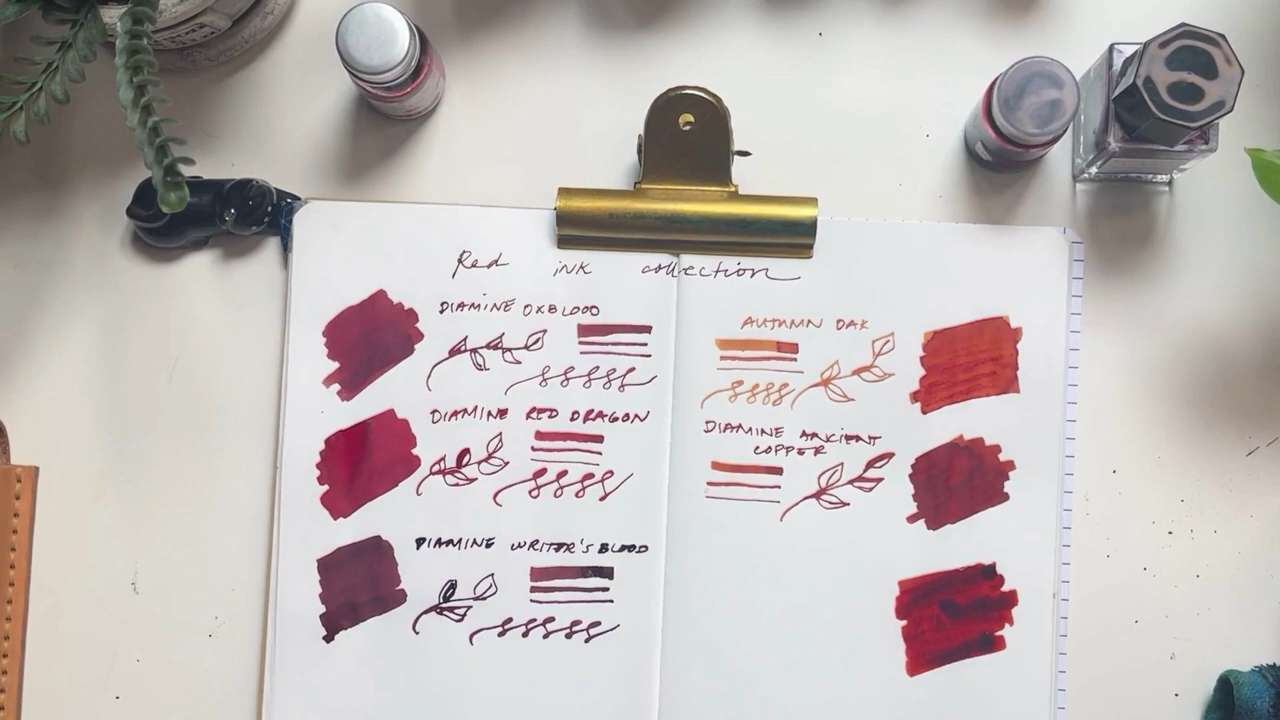 Red ink collection
DIAMINE OXBLOOD
DIAMINE RED DRAGON
DIAMINE WRITER'S BLOOD
AUTUMN OAK
DIAMINE ANCIENT
COPPER